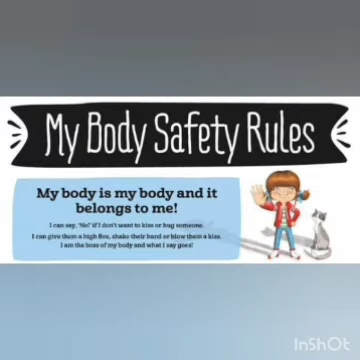 My Body Safety Rules
My body is my body and it
belongs to me!
I can say, 'No!' if I don't want to kiss or hug someone.
I can give them a high five, shake their hand or blow them a kiss.
I am the boss of my body and what I say goes!
InShOt